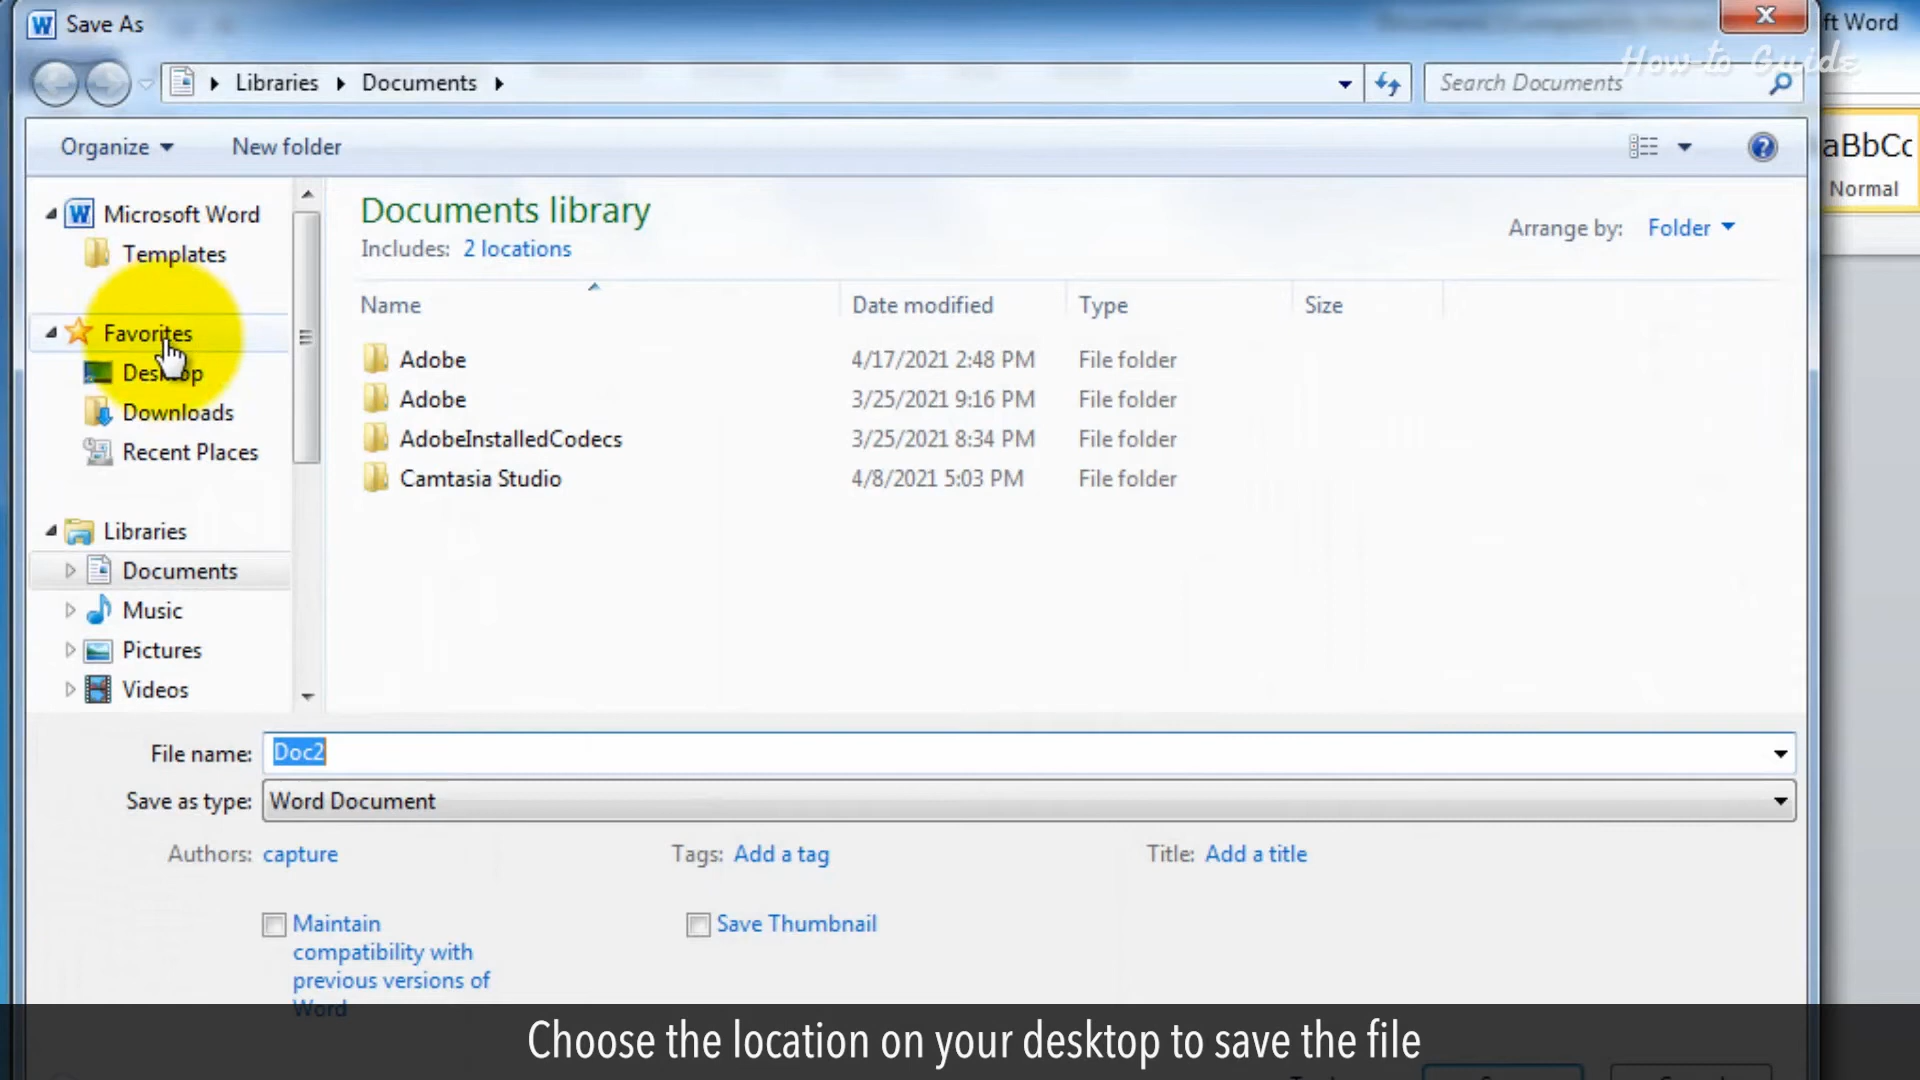 Save As
ft Word
How-to Guide
Libraries
Documents
Search Documents
Organize
New folder
aBbCc
Normal
Microsoft Word
Templates
Favorites
Desktop
Downloads
Recent Places
Libraries
Documents
Music
Pictures
Videos
Documents library
Includes: 2 locations
Arrange by: Folder
Name Date modified Type Size
Adobe 4/17/2021 2:48 PM File folder
Adobe 3/25/2021 9:16 PM File folder
AdobeInstalledCodecs 3/25/2021 8:34 PM File folder
Camtasia Studio 4/8/2021 5:03 PM File folder
File name: Doc2
Save as type: Word Document
Authors: capture Tags: Add a tag Title: Add a title
Maintain
compatibility with
previous versions of
Word
Save Thumbnail
Choose the location on your desktop to save the file